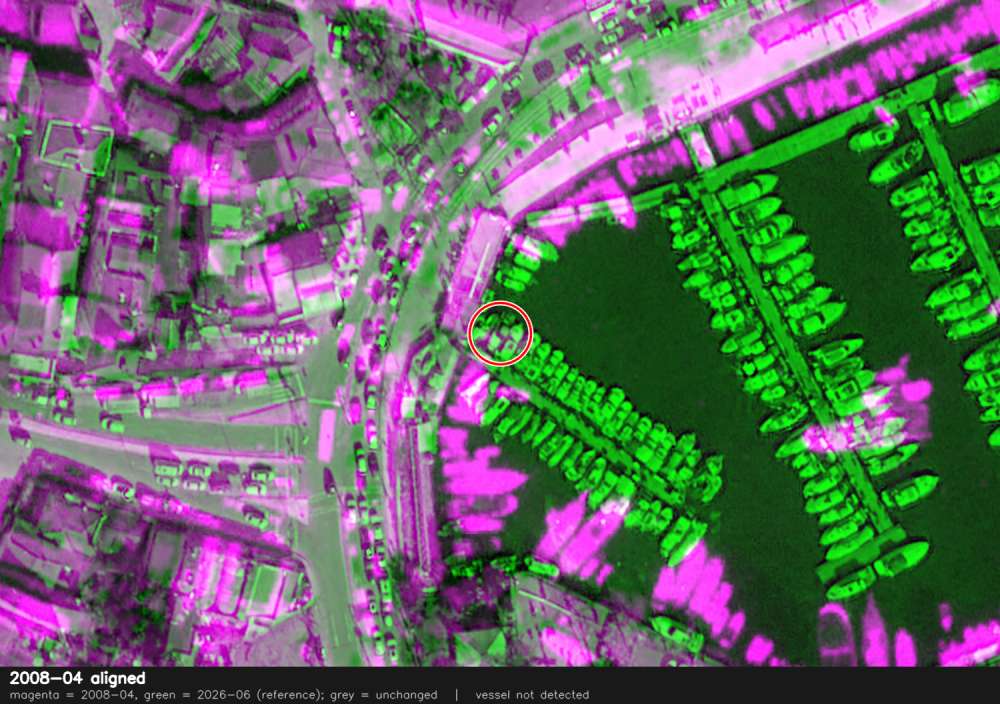 2008-04 aligned
magenta = 2008-04, green = 2026-06 (reference); grey = unchanged | vessel not detected